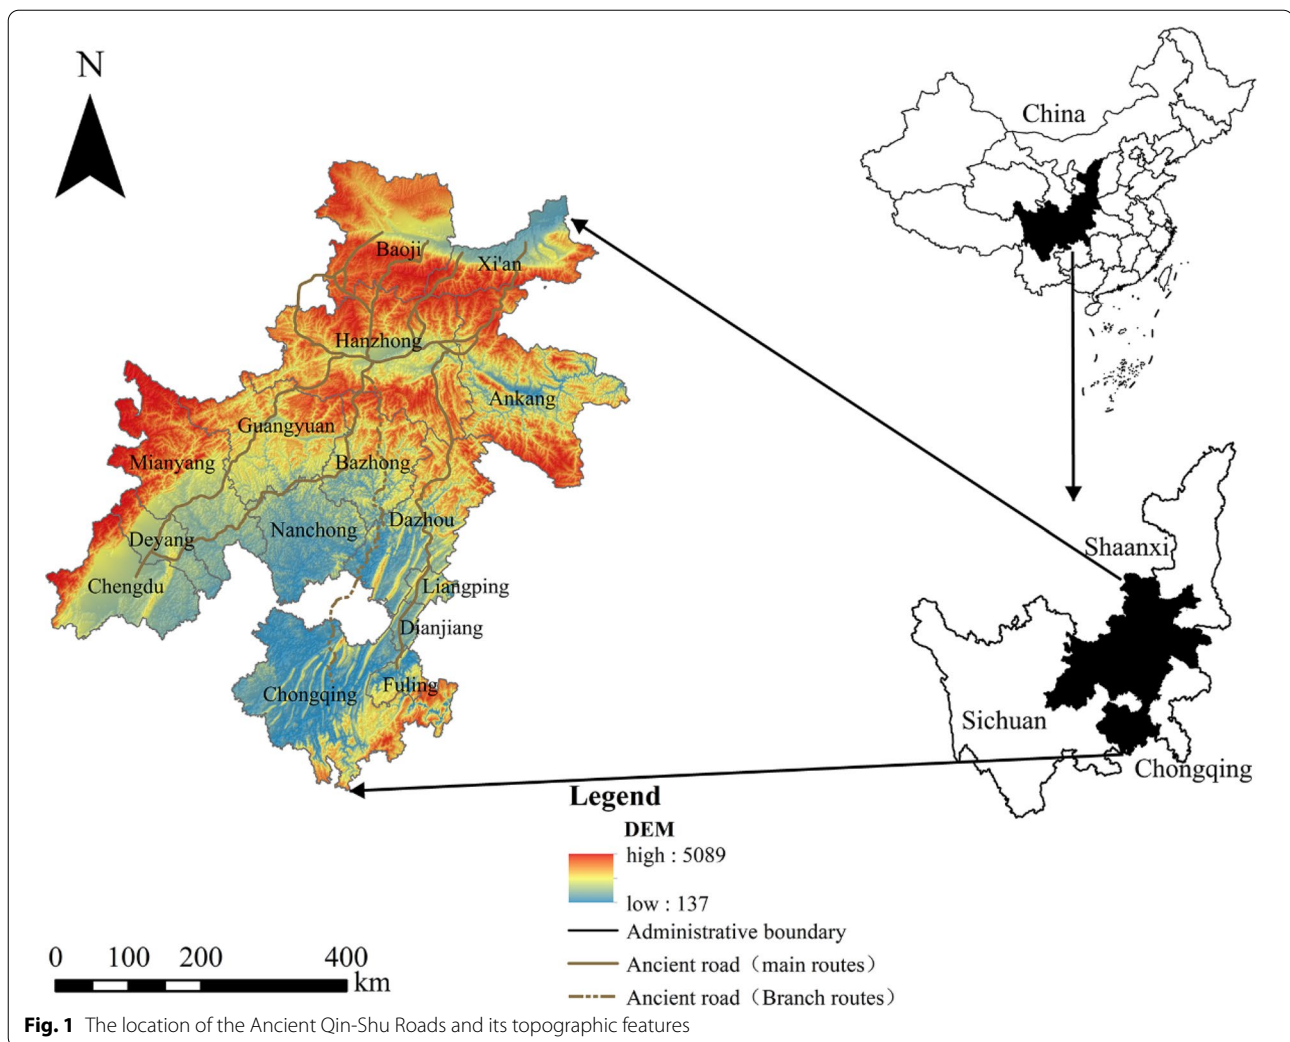 N
China
Baoji
Xi'an
Hanzhong
Ankang
Guangyuan
Mianyang
Bazhong
Dazhou
Nanchong
Deyang
Chengdu
Liangping
Dianjiang
Fuling
Chongqing
Shaanxi
Sichuan
Chongqing
Legend
DEM
high : 5089
low : 137
Administrative boundary
Ancient road（main routes）
Ancient road（Branch routes）
0 100 200 400
km
Fig. 1 The location of the Ancient Qin-Shu Roads and its topographic features